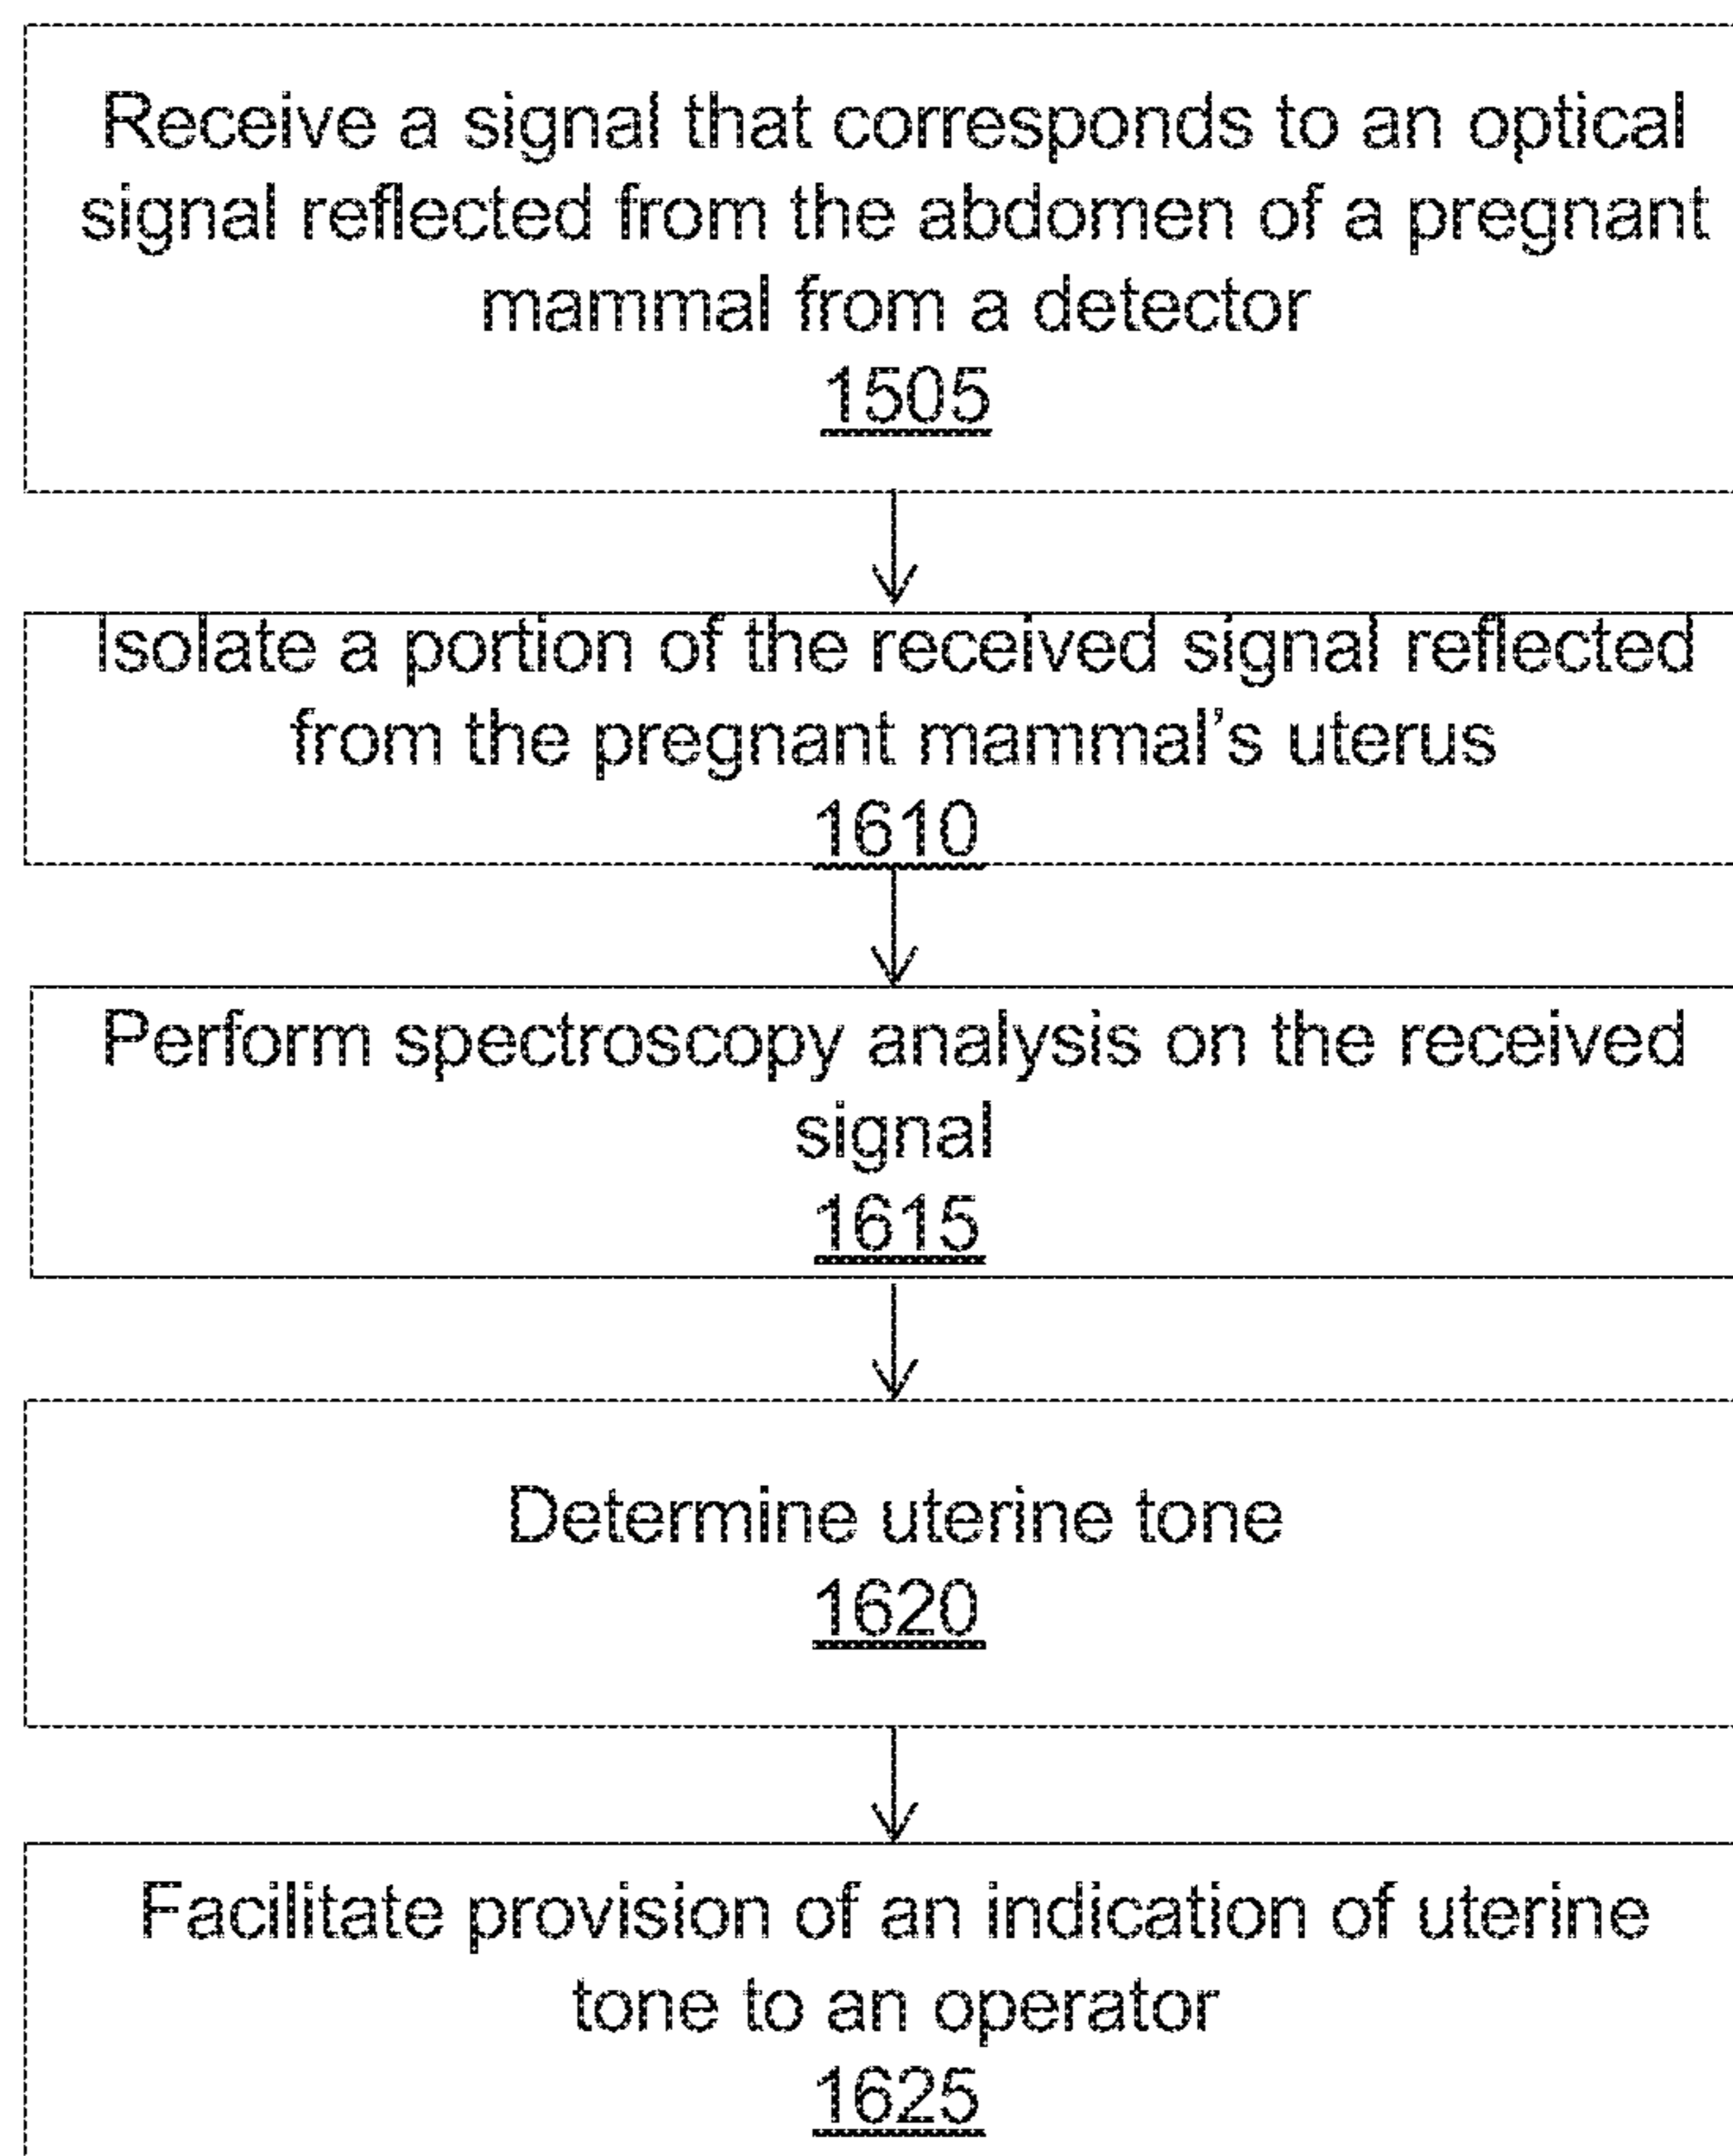 Receive a signal that corresponds to an optical
signal reflected from the abdomen of a pregnant
mammal from a detector
1505
Isolate a portion of the received signal reflected
from the pregnant mammal's uterus
1610
Perform spectroscopy analysis on the received
signal
1615
Determine uterine tone
1620
Facilitate provision of an indication of uterine
tone to an operator
1625